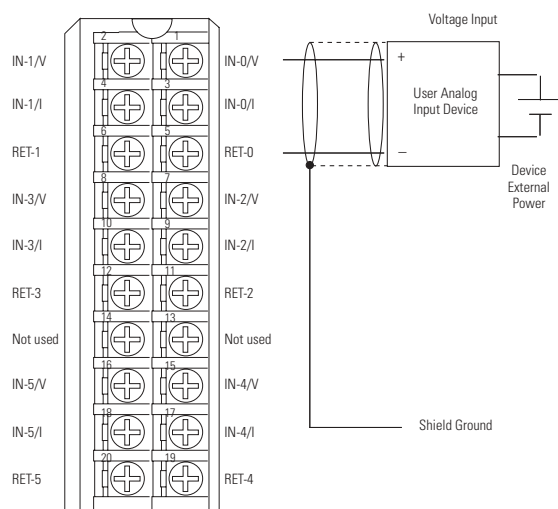 Voltage Input
2 1
IN-1/V IN-0/V
+
4 3
IN-1/I IN-0/I
User Analog
Input Device
6 5
RET-1 RET-0
–
8 7
IN-3/V IN-2/V
Device
External
Power
10 9
IN-3/I IN-2/I
12 11
RET-3 RET-2
14 13
Not used Not used
16 15
IN-5/V IN-4/V
18 17
IN-5/I IN-4/I
Shield Ground
20 19
RET-5 RET-4